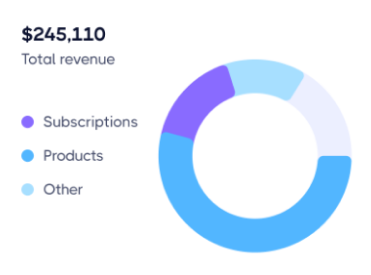 $245,110
Total revenue
Subscriptions
Products
Other